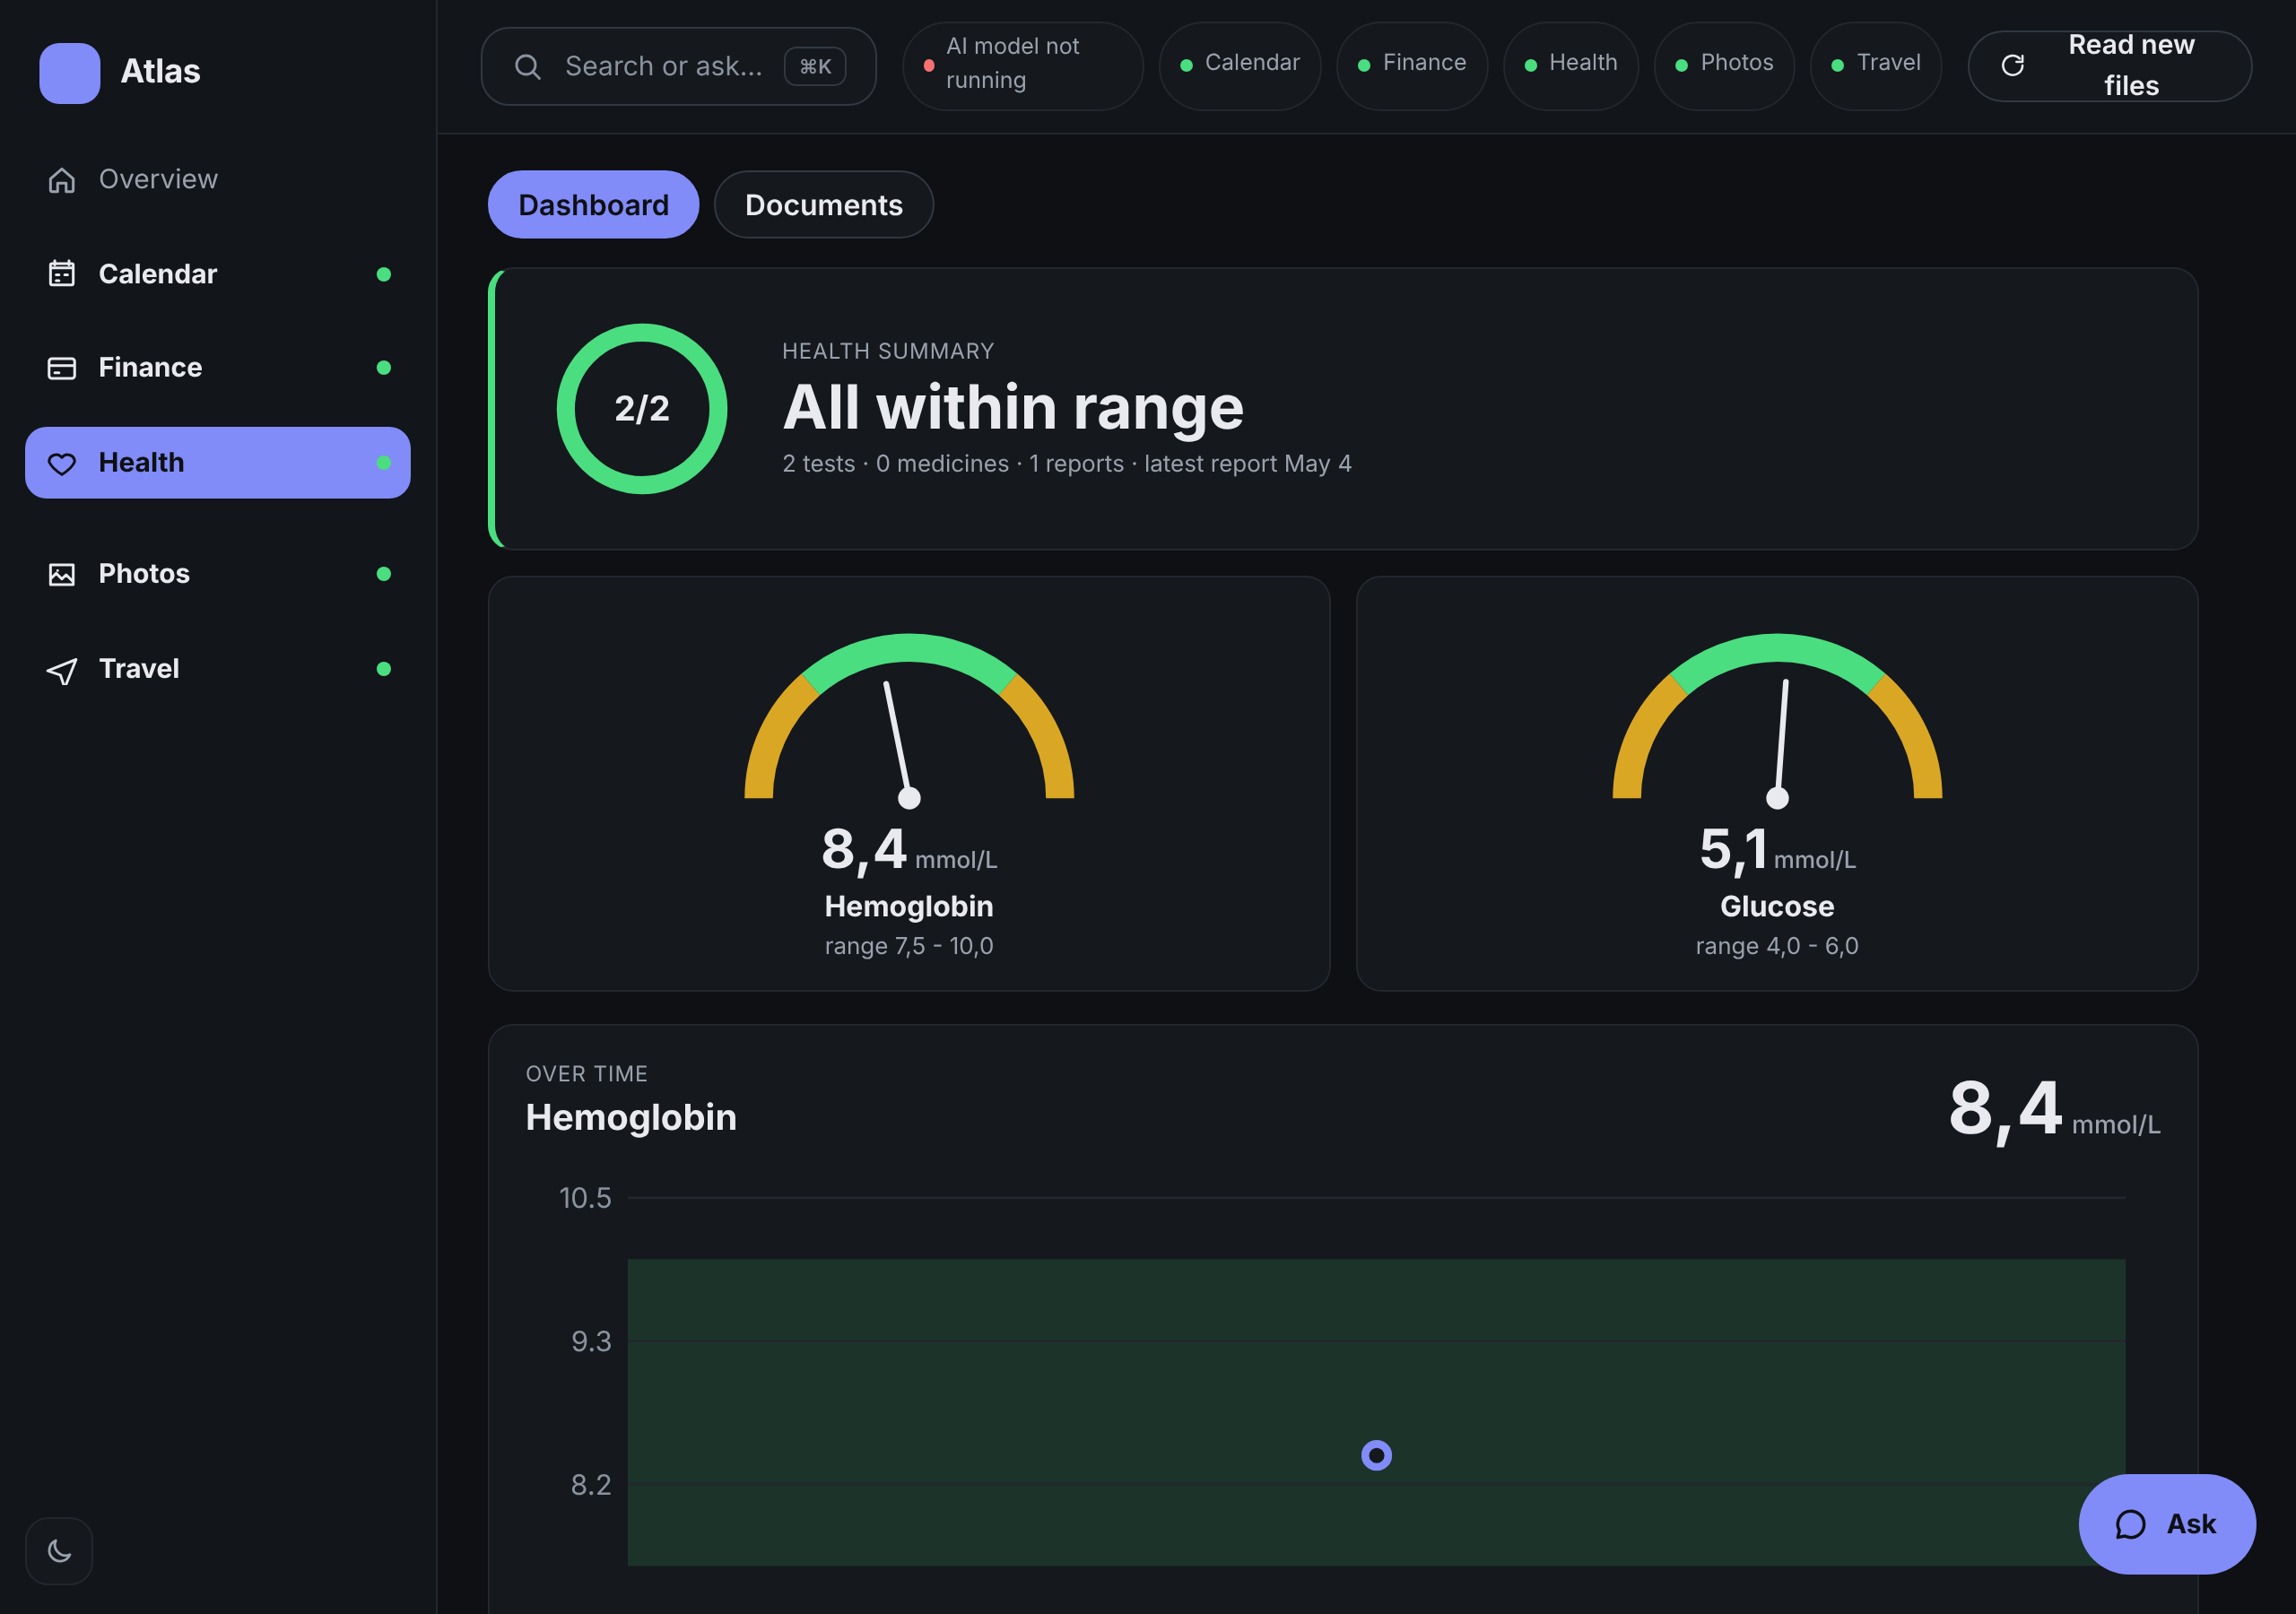 Atlas
Overview
Calendar
Finance
Health
Photos
Travel
Search or ask...
⌘K
AI model not
running
Calendar
Finance
Health
Photos
Travel
Read new
files
Dashboard
Documents
2/2
HEALTH SUMMARY
All within range
2 tests · 0 medicines · 1 reports · latest report May 4
8,4 mmol/L
Hemoglobin
range 7,5 - 10,0
5,1 mmol/L
Glucose
range 4,0 - 6,0
OVER TIME
Hemoglobin
8,4 mmol/L
10.5
9.3
8.2
Ask